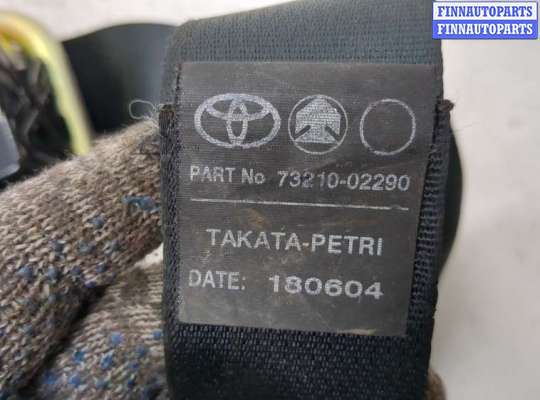 FINNAUTOPARTS
FINNAUTOPARTS
PART No 73210-02290
TAKATA-PETRI
DATE: 180604